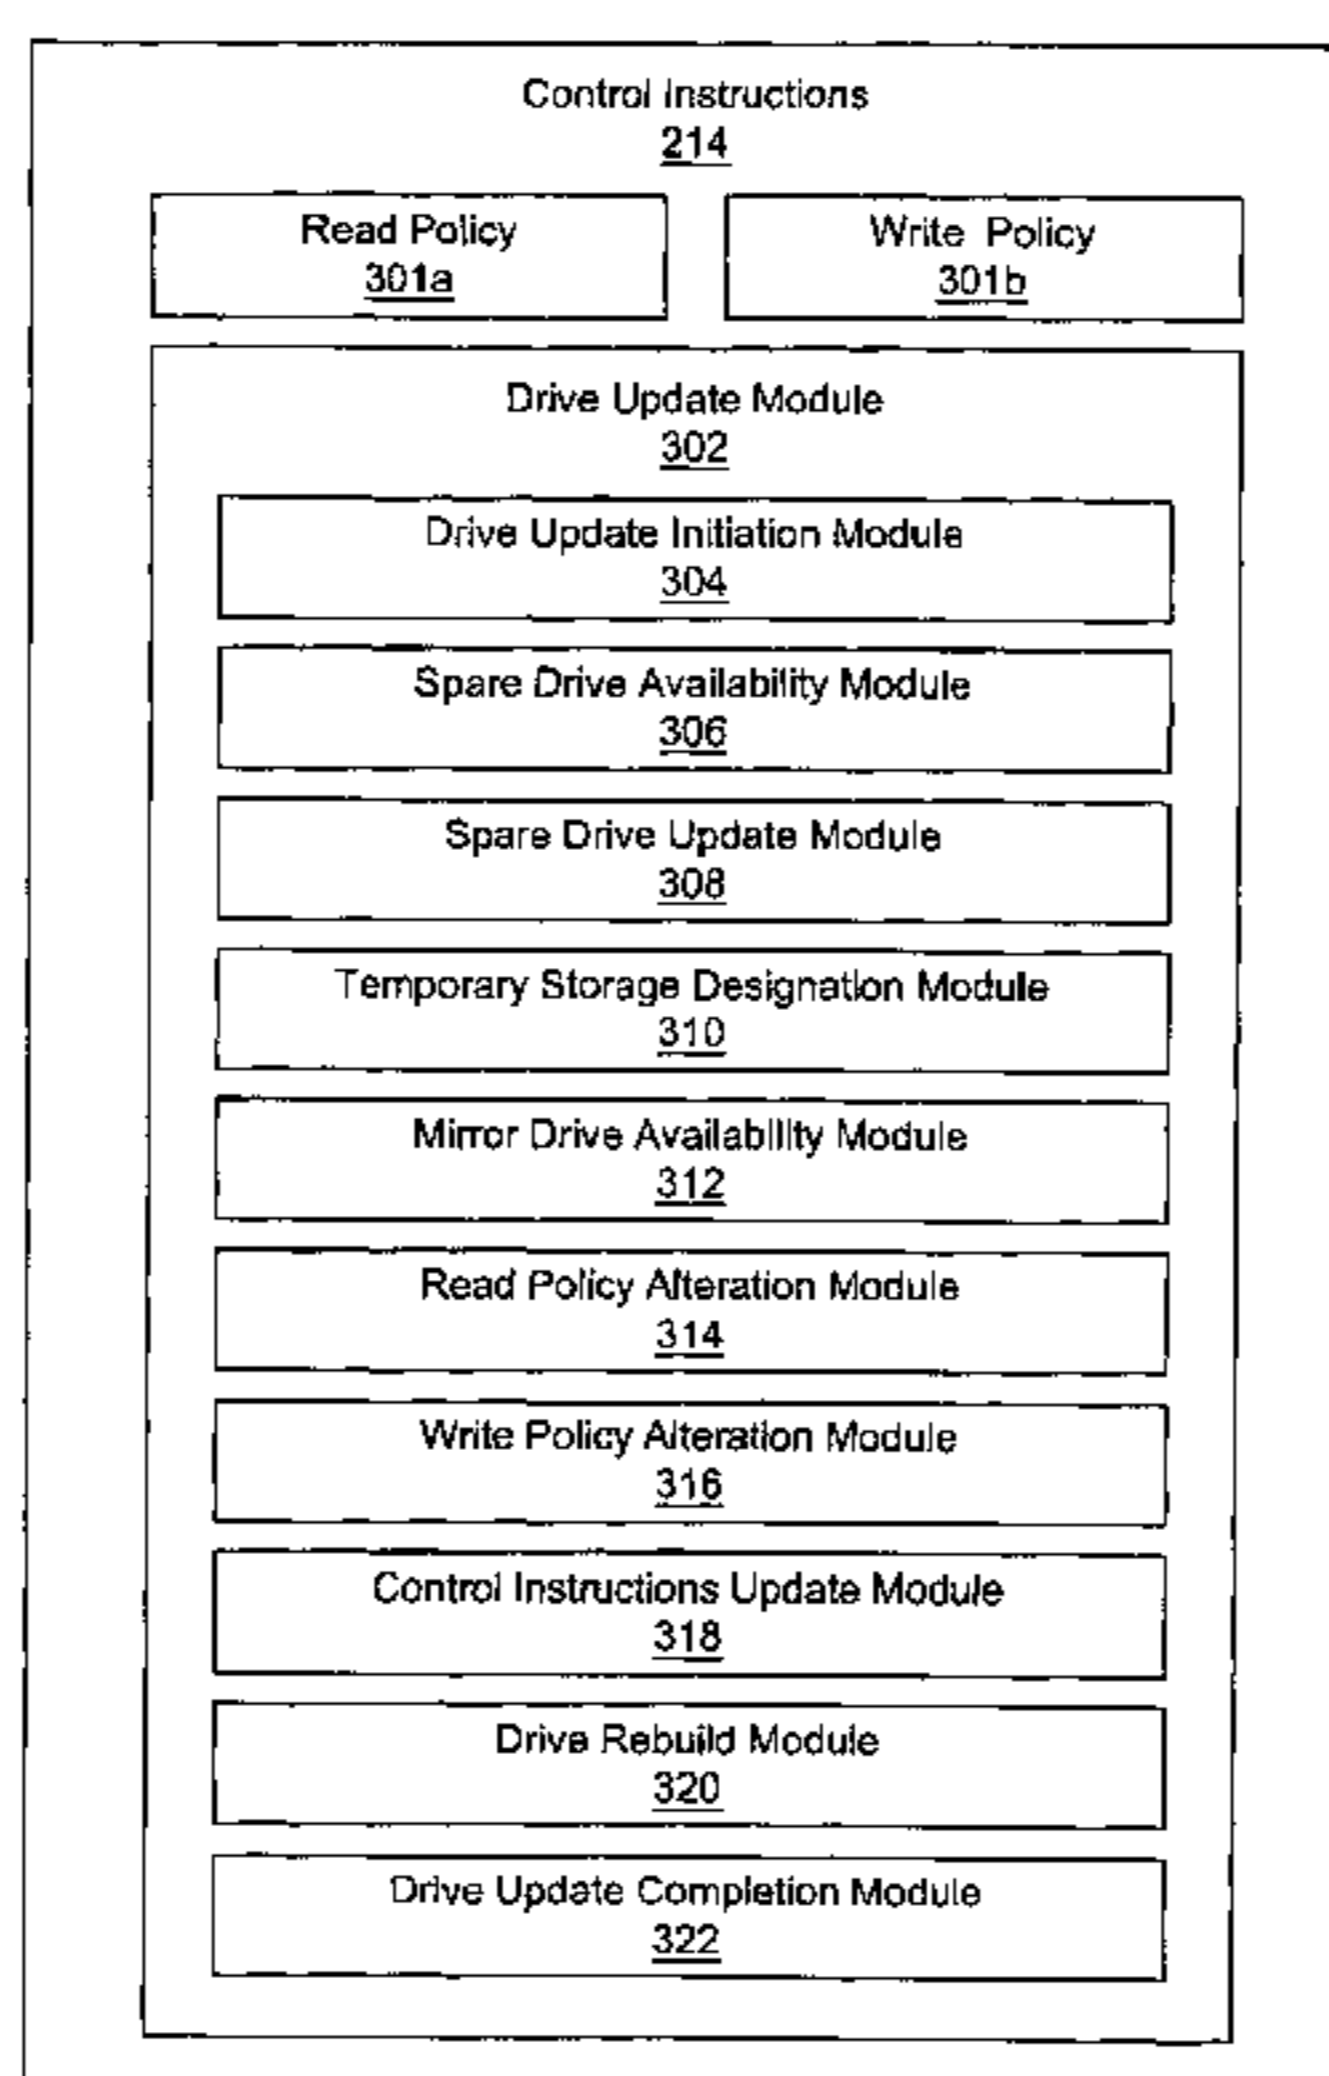 Control Instructions
214
Read Policy
301a
Write Policy
301b
Drive Update Module
302
Drive Update Initiation Module
304
Spare Drive Availability Module
306
Spare Drive Update Module
308
Temporary Storage Designation Module
310
Mirror Drive Availability Module
312
Read Policy Alteration Module
314
Write Policy Alteration Module
316
Control Instructions Update Module
318
Drive Rebuild Module
320
Drive Update Completion Module
322